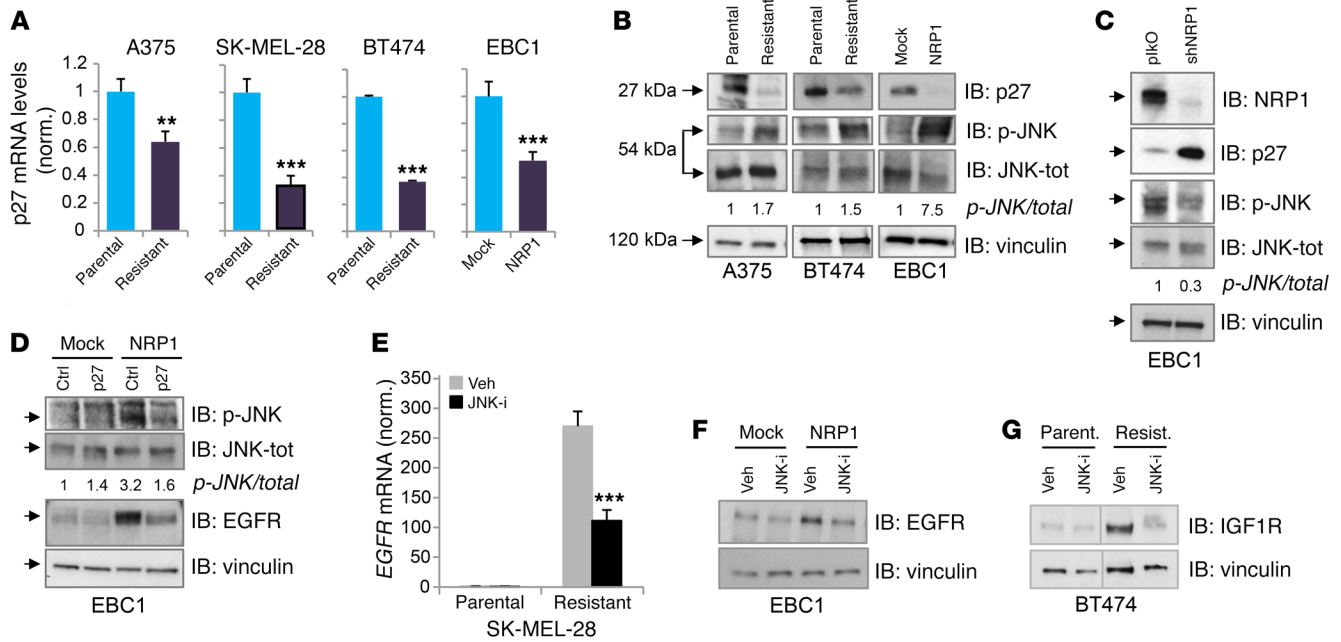 A
A375
SK-MEL-28
BT474
EBC1
p27 mRNA levels
(norm.)
1.2
1
0.8
0.6
0.4
0.2
0
**
***
***
***
Parental
Resistant
Parental
Resistant
Parental
Resistant
Mock
NRP1
B
Parental
Resistant
Parental
Resistant
Mock
NRP1
27 kDa
IB: p27
IB: p-JNK
54 kDa
IB: JNK-tot
1 1.7 1 1.5 1 7.5 p-JNK/total
120 kDa
IB: vinculin
A375 BT474 EBC1
C
plkO
shNRP1
IB: NRP1
IB: p27
IB: p-JNK
IB: JNK-tot
1 0.3 p-JNK/total
IB: vinculin
EBC1
D
Mock NRP1
Ctrl
p27
Ctrl
p27
IB: p-JNK
IB: JNK-tot
1 1.4 3.2 1.6 p-JNK/total
IB: EGFR
IB: vinculin
EBC1
E
EGFR mRNA (norm.)
350
300
250
200
150
100
50
0
Veh
JNK-i
***
Parental Resistant
SK-MEL-28
F
Mock NRP1
Veh
JNK-i
Veh
JNK-i
IB: EGFR
IB: vinculin
EBC1
G
Parent. Resist.
Veh
JNK-i
Veh
JNK-i
IB: IGF1R
IB: vinculin
BT474